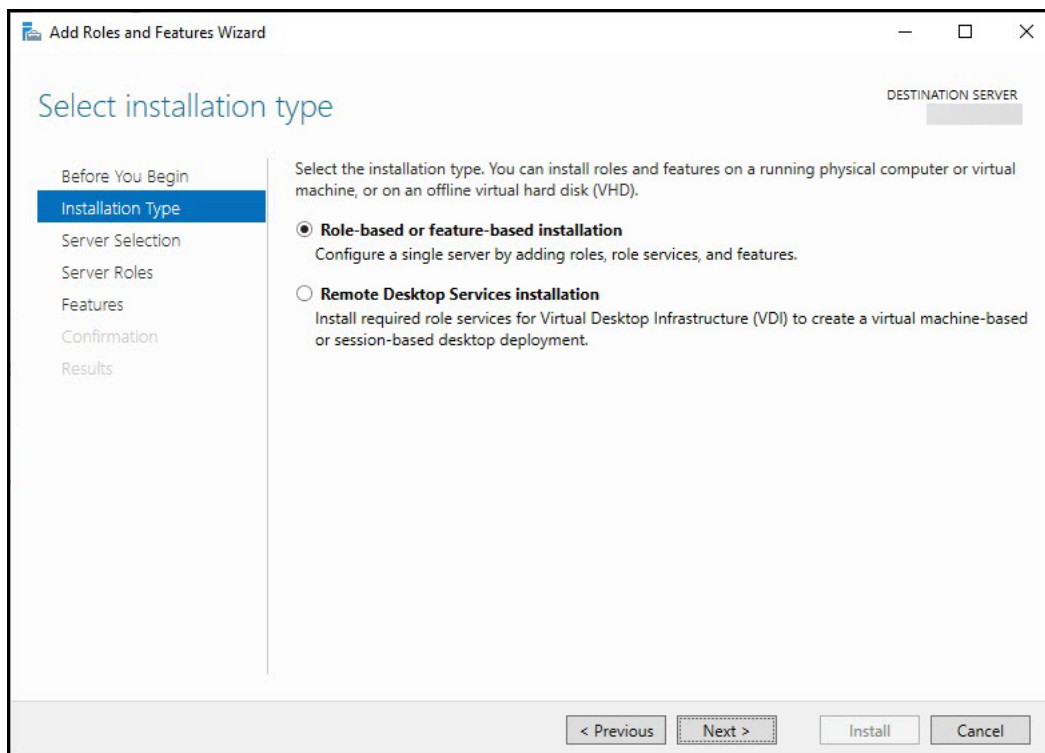 Add Roles and Features Wizard
Select installation type
DESTINATION SERVER
Before You Begin
Installation Type
Server Selection
Server Roles
Features
Confirmation
Results
Select the installation type. You can install roles and features on a running physical computer or virtual
machine, or on an offline virtual hard disk (VHD).
Role-based or feature-based installation
Configure a single server by adding roles, role services, and features.
Remote Desktop Services installation
Install required role services for Virtual Desktop Infrastructure (VDI) to create a virtual machine-based
or session-based desktop deployment.
< Previous
Next >
Install
Cancel